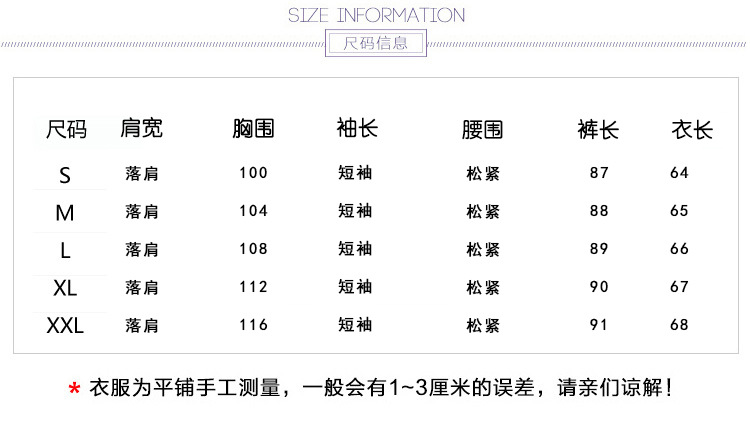 SIZE INFORMATION
尺码信息
尺码 肩宽 胸围 袖长 腰围 裤长 衣长
S 落肩 100 短袖 松紧 87 64
M 落肩 104 短袖 松紧 88 65
L 落肩 108 短袖 松紧 89 66
XL 落肩 112 短袖 松紧 90 67
XXL 落肩 116 短袖 松紧 91 68
* 衣服为平铺手工测量，一般会有1~3厘米的误差，请亲们谅解！